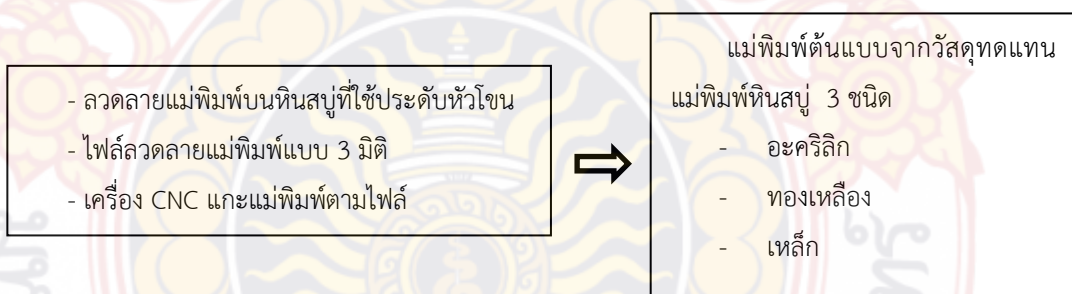 - ลวดลายแม่พิมพ์บนหินสบู่ที่ใช้ประดับหัวโขน
- ไฟล์ลวดลายแม่พิมพ์แบบ 3 มิติ
- เครื่อง CNC แกะแม่พิมพ์ตามไฟล์
แม่พิมพ์ต้นแบบจากวัสดุทดแทน
แม่พิมพ์หินสบู่ 3 ชนิด
- อะคริลิก
- ทองเหลือง
- เหล็ก